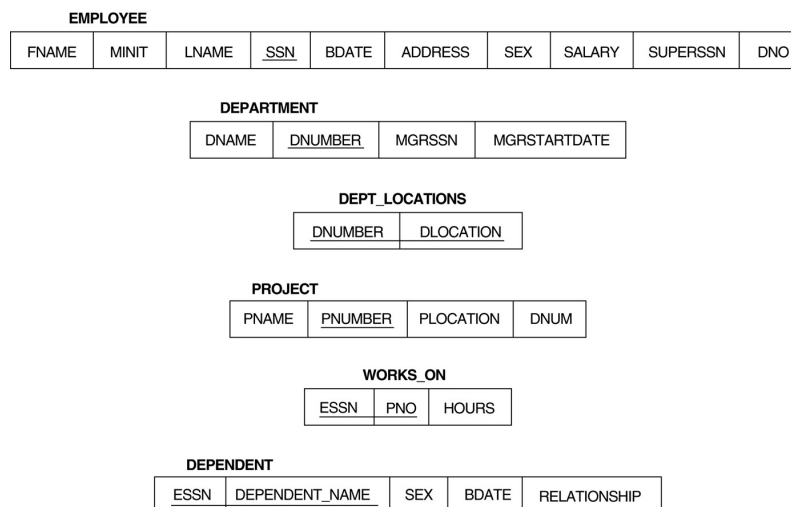 EMPLOYEE
FNAME MINIT LNAME SSN BDATE ADDRESS SEX SALARY SUPERSSN DNO
DEPARTMENT
DNAME DNUMBER MGRSSN MGRSTARTDATE
DEPT_LOCATIONS
DNUMBER DLOCATION
PROJECT
PNAME PNUMBER PLOCATION DNUM
WORKS_ON
ESSN PNO HOURS
DEPENDENT
ESSN DEPENDENT_NAME SEX BDATE RELATIONSHIP